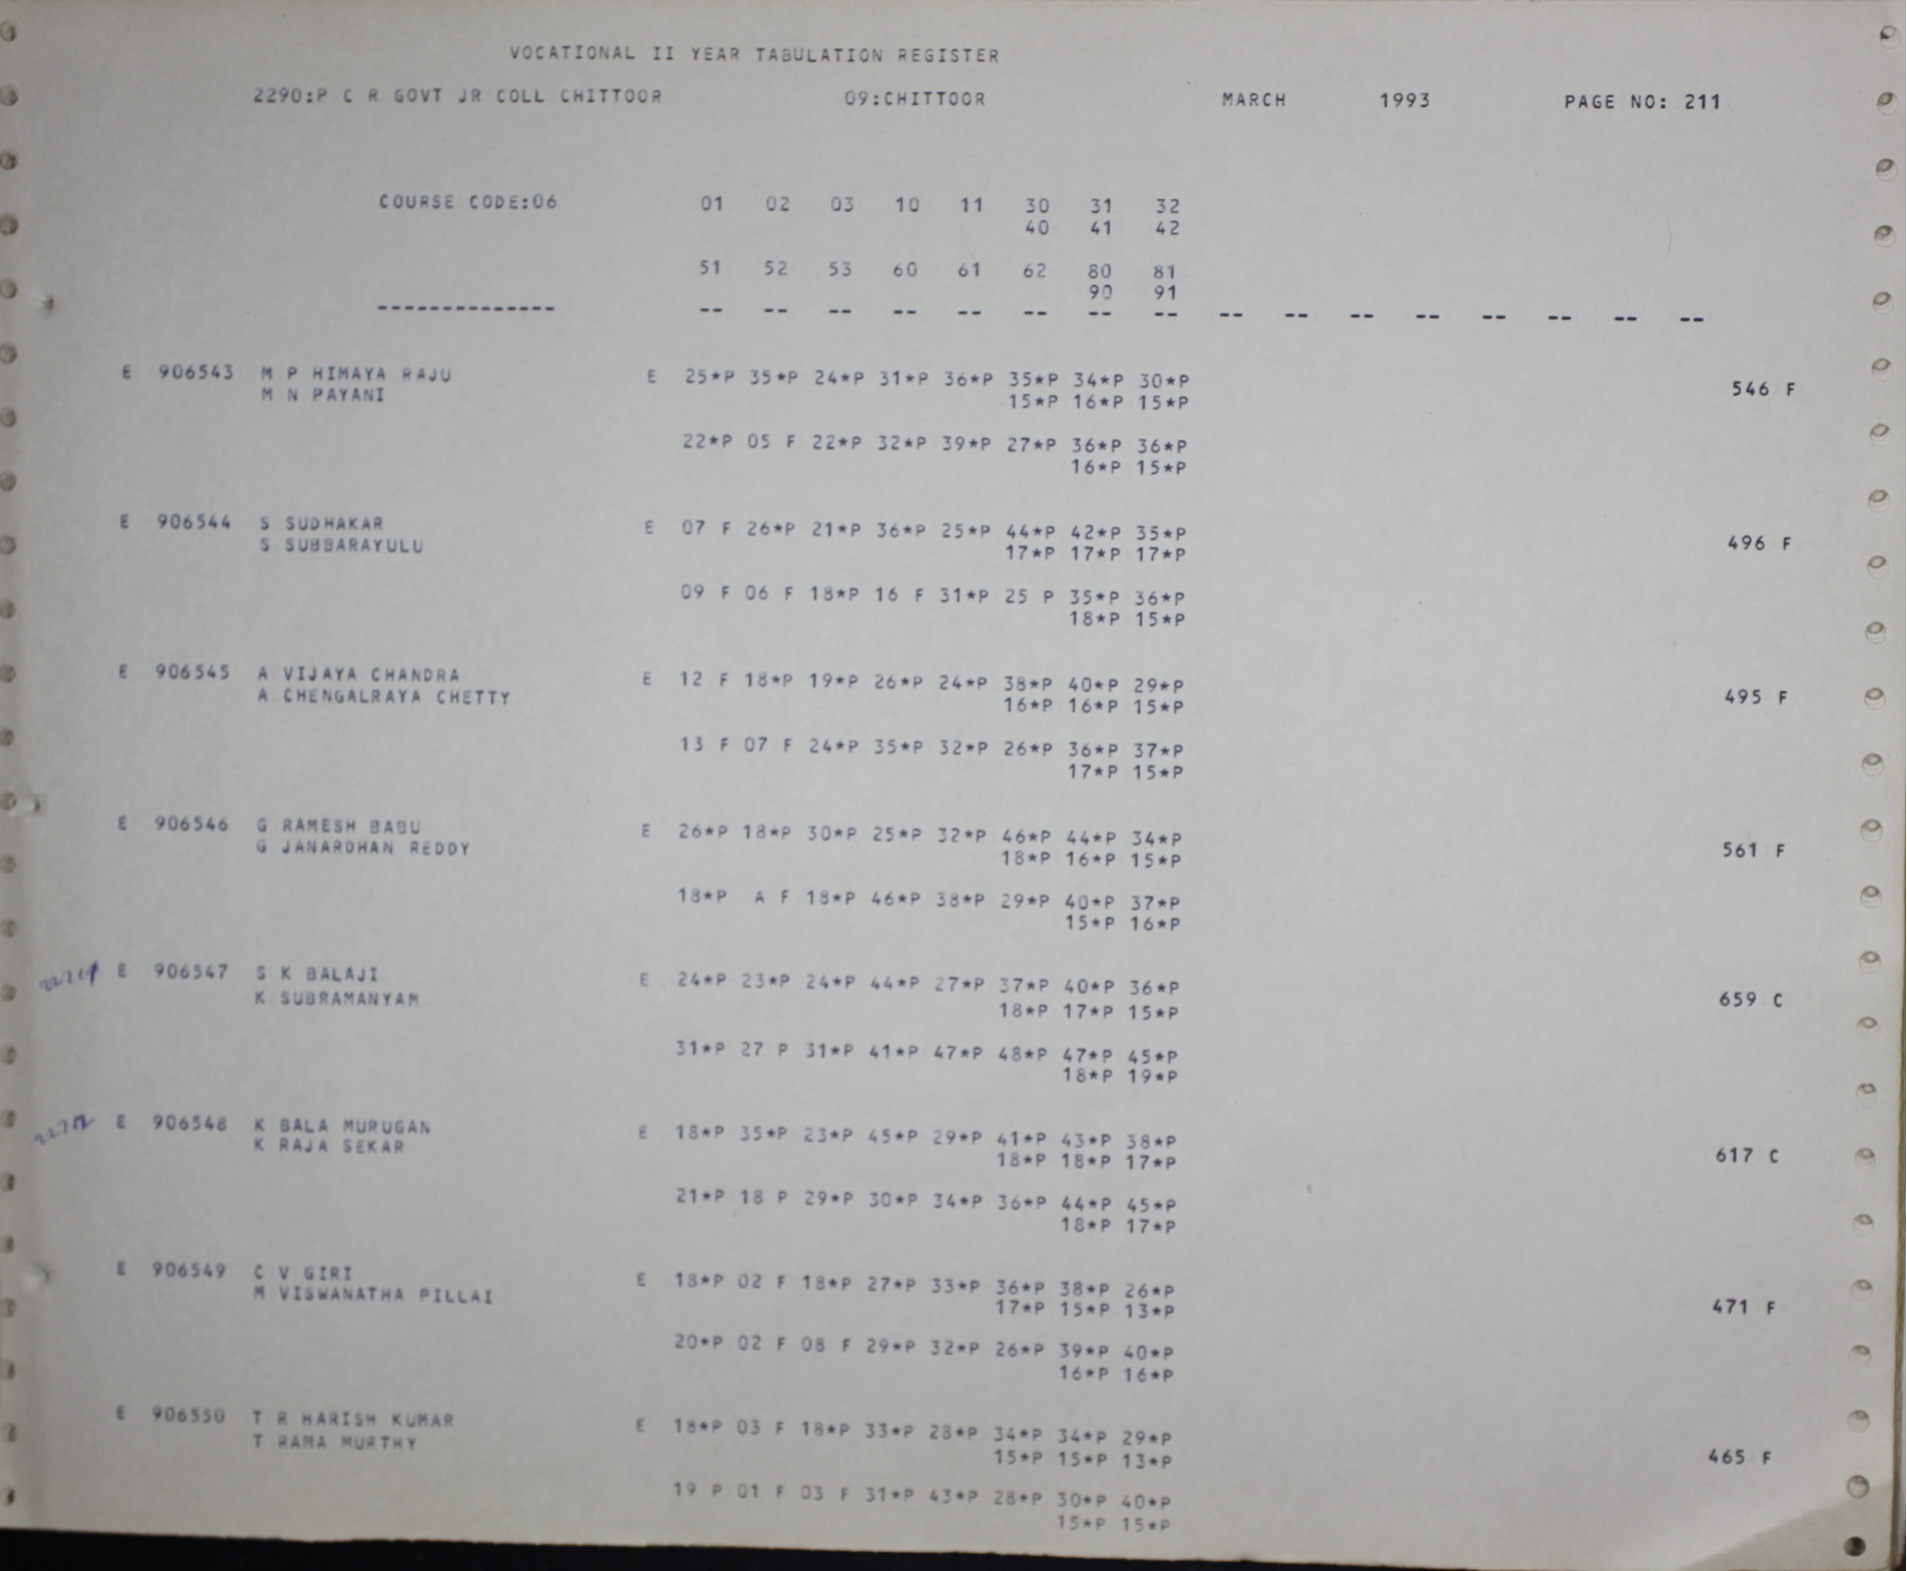 VOCATIONAL II YEAR TABULATION REGISTER
2290:P C R GOVT JR COLL CHITTOOR 09:CHITTOOR MARCH 1993 PAGE NO: 211
COURSE CODE:06 01 02 03 10 11 30 31 32
40 41 42
51 52 53 60 61 62 80 81
90 91
-------------- -- -- -- -- -- -- -- -- -- -- -- -- -- -- -- --
E 906543 M P HIMAYA RAJU E 25*P 35*P 24*P 31*P 36*P 35*P 34*P 30*P
M N PAYANI 15*P 16*P 15*P 546 F
22*P 05 F 22*P 32*P 39*P 27*P 36*P 36*P
16*P 15*P
E 906544 S SUDHAKAR E 07 F 26*P 21*P 36*P 25*P 44*P 42*P 35*P
S SUBBARAYULU 17*P 17*P 17*P 496 F
09 F 06 F 18*P 16 F 31*P 25 P 35*P 36*P
18*P 15*P
E 906545 A VIJAYA CHANDRA E 12 F 18*P 19*P 26*P 24*P 38*P 40*P 29*P
A CHENGALRAYA CHETTY 16*P 16*P 15*P 495 F
13 F 07 F 24*P 35*P 32*P 26*P 36*P 37*P
17*P 15*P
E 906546 G RAMESH BABU E 26*P 18*P 30*P 25*P 32*P 46*P 44*P 34*P
G JANARDHAN REDDY 18*P 16*P 15*P 561 F
18*P A F 18*P 46*P 38*P 29*P 40*P 37*P
15*P 16*P
E 906547 S K BALAJI E 24*P 23*P 24*P 44*P 27*P 37*P 40*P 36*P
K SUBRAMANYAM 18*P 17*P 15*P 659 C
31*P 27 P 31*P 41*P 47*P 48*P 47*P 45*P
18*P 19*P
E 906548 K BALA MURUGAN E 18*P 35*P 23*P 45*P 29*P 41*P 43*P 38*P
K RAJA SEKAR 18*P 18*P 17*P 617 C
21*P 18 P 29*P 30*P 34*P 36*P 44*P 45*P
18*P 17*P
E 906549 C V GIRI E 18*P 02 F 18*P 27*P 33*P 36*P 38*P 26*P
M VISWANATHA PILLAI 17*P 15*P 13*P 471 F
20*P 02 F 08 F 29*P 32*P 26*P 39*P 40*P
16*P 16*P
E 906550 T R HARISH KUMAR E 18*P 03 F 18*P 33*P 28*P 34*P 34*P 29*P
T RAMA MURTHY 15*P 15*P 13*P 465 F
19 P 01 F 03 F 31*P 43*P 28*P 30*P 40*P
15*P 15*P